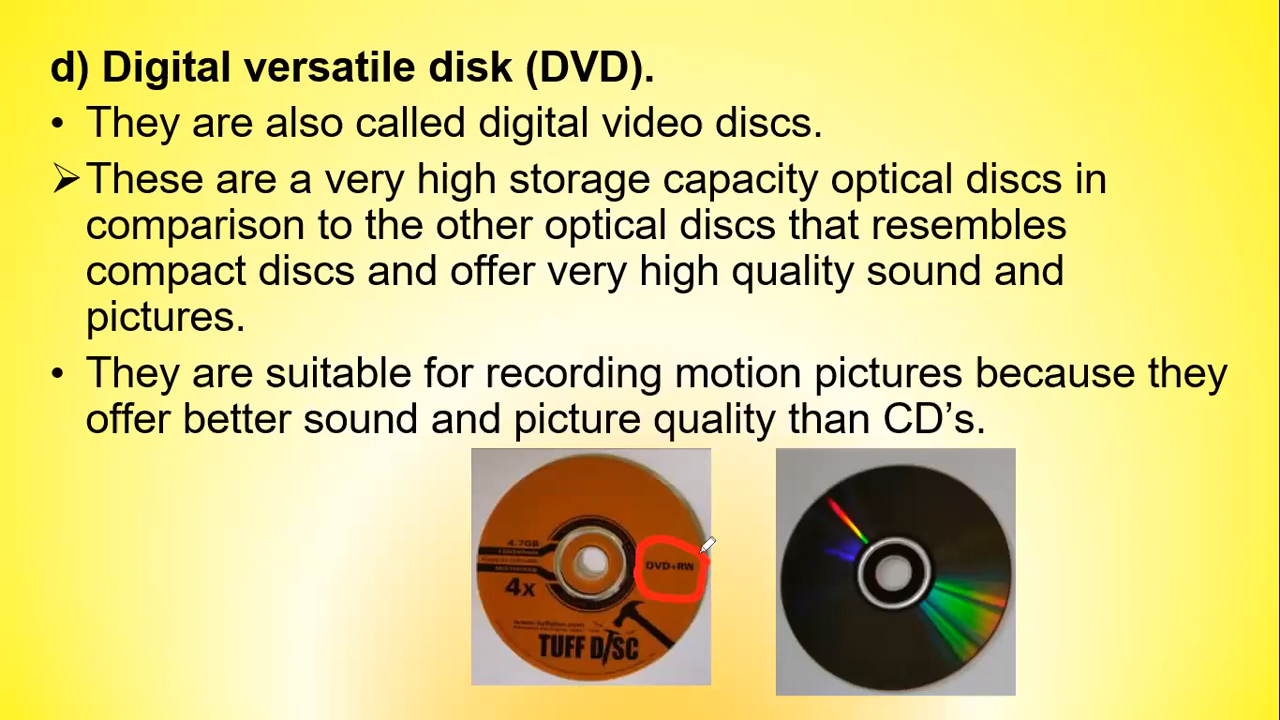 d) Digital versatile disk (DVD).
• They are also called digital video discs.
➢ These are a very high storage capacity optical discs in
comparison to the other optical discs that resembles
compact discs and offer very high quality sound and
pictures.
• They are suitable for recording motion pictures because they
offer better sound and picture quality than CD’s.
4.7GB
4x
DVD+RW
TUFF DISC